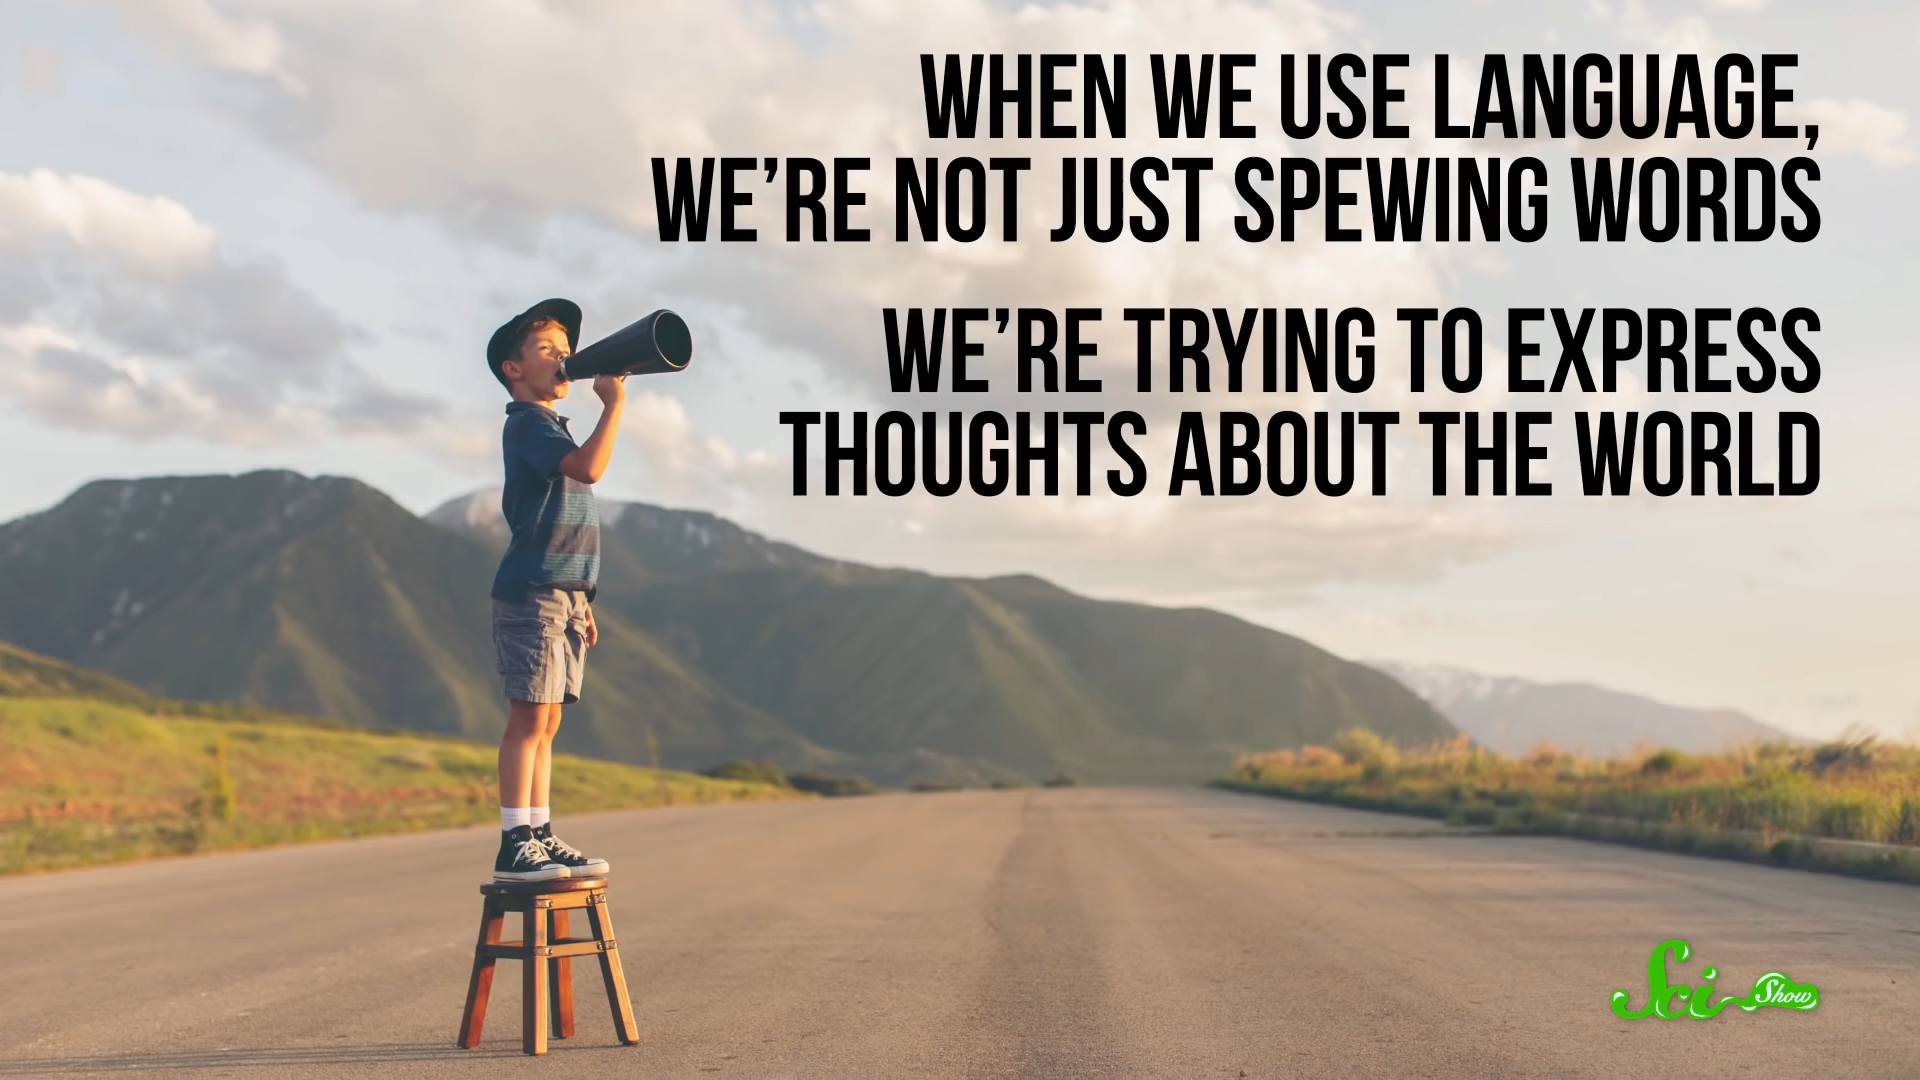 WHEN WE USE LANGUAGE,
WE’RE NOT JUST SPEWING WORDS
WE’RE TRYING TO EXPRESS
THOUGHTS ABOUT THE WORLD
Sci Show